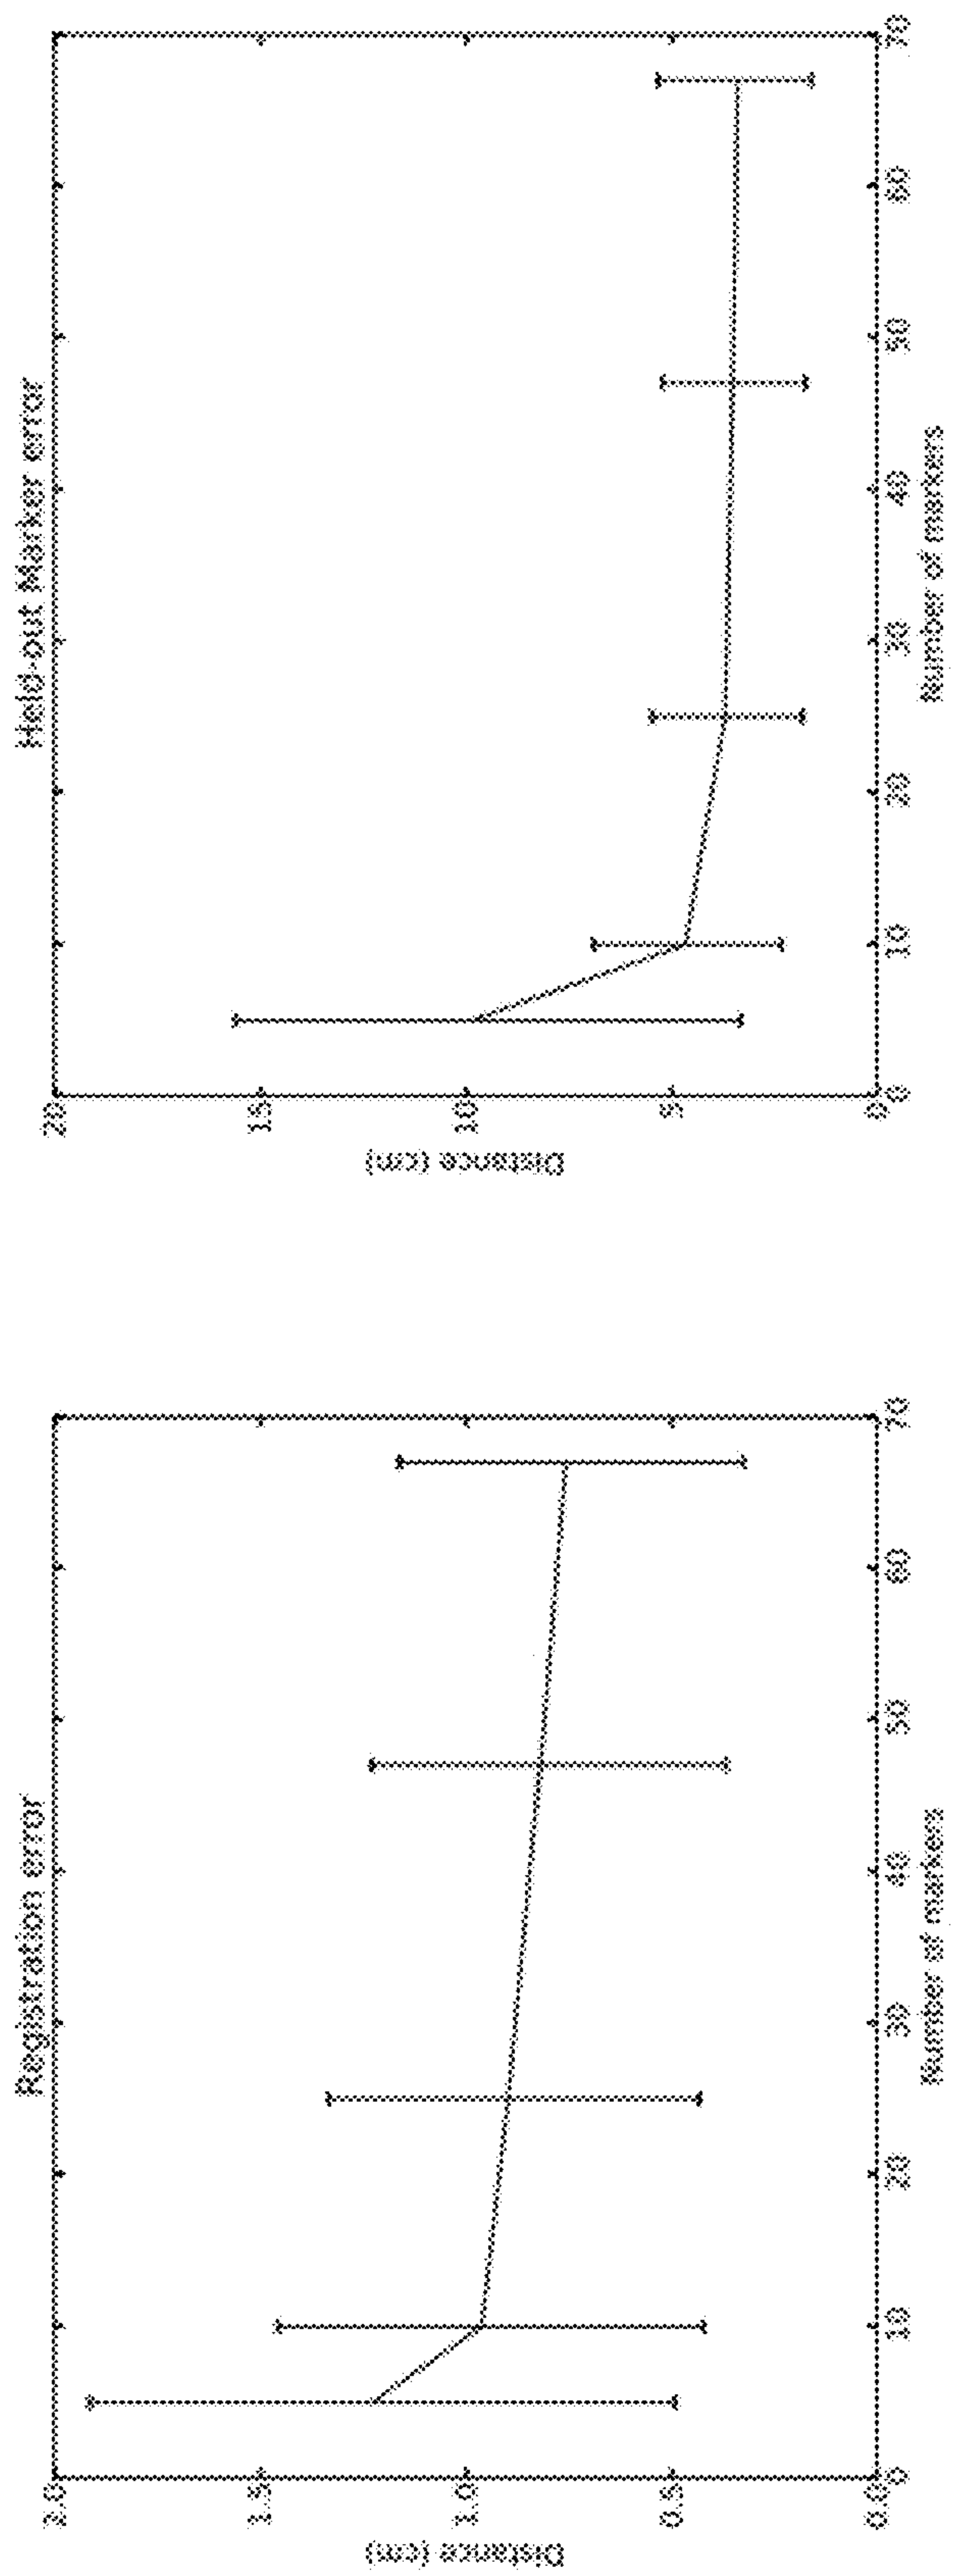 Registration error
Distance (cm)
2.0
1.5
1.0
0.5
0.0
0 10 20 30 40 50 60 70
Number of markers
Held-out Marker error
Distance (cm)
20
15
10
5
0
0 10 20 30 40 50 60 70
Number of markers